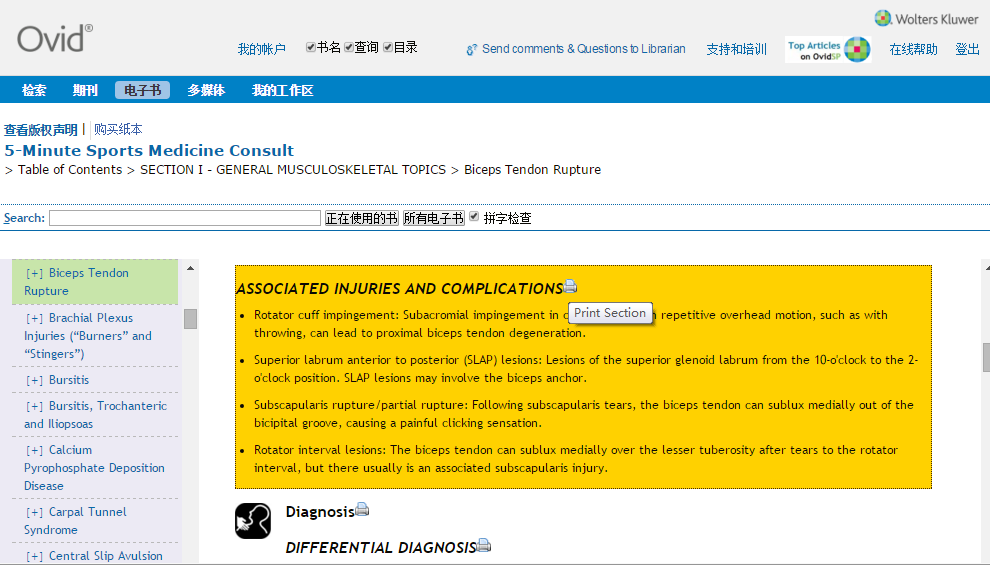 Ovid®
Wolters Kluwer
我的帐户
书名 查询 目录
Send comments & Questions to Librarian
支持和培训
Top Articles
on OvidSP
在线帮助
登出
检索 期刊 电子书 多媒体 我的工作区
查看版权声明 | 购买纸本
5-Minute Sports Medicine Consult
> Table of Contents > SECTION I - GENERAL MUSCULOSKELETAL TOPICS > Biceps Tendon Rupture
Search: 正在使用的书 所有电子书 拼字检查
[+] Biceps Tendon
Rupture
[+] Brachial Plexus
Injuries (“Burners” and
“Stingers”)
[+] Bursitis
[+] Bursitis, Trochanteric
and Iliopsoas
[+] Calcium
Pyrophosphate Deposition
Disease
[+] Carpal Tunnel
Syndrome
[+] Central Slip Avulsion
ASSOCIATED INJURIES AND COMPLICATIONS
Print Section
• Rotator cuff impingement: Subacromial impingement in repetitive overhead motion, such as with
throwing, can lead to proximal biceps tendon degeneration.
• Superior labrum anterior to posterior (SLAP) lesions: Lesions of the superior glenoid labrum from the 10-o'clock to the 2-
o'clock position. SLAP lesions may involve the biceps anchor.
• Subscapularis rupture/partial rupture: Following subscapularis tears, the biceps tendon can sublux medially out of the
bicipital groove, causing a painful clicking sensation.
• Rotator interval lesions: The biceps tendon can sublux medially over the lesser tuberosity after tears to the rotator
interval, but there usually is an associated subscapularis injury.
Diagnosis
DIFFERENTIAL DIAGNOSIS